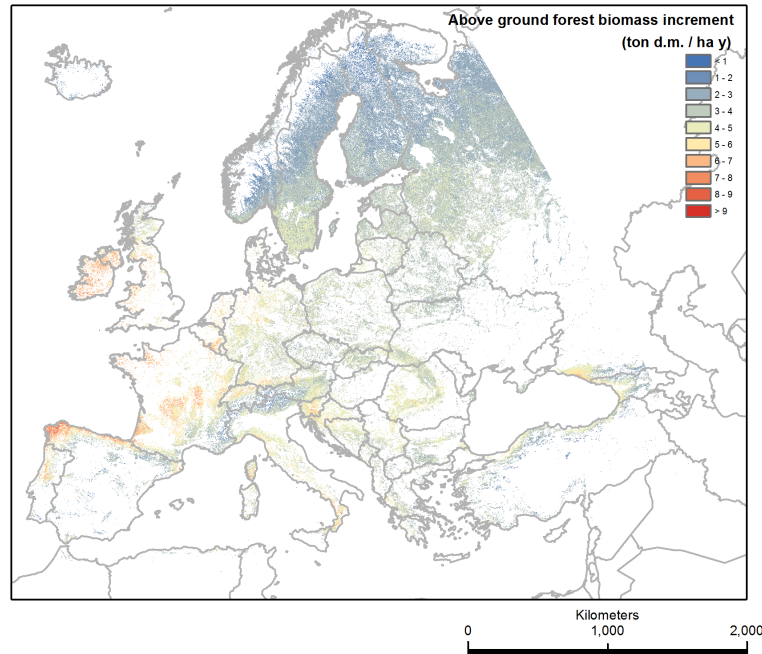 Above ground forest biomass increment
(ton d.m. / ha y)
< 1
1 - 2
2 - 3
3 - 4
4 - 5
5 - 6
6 - 7
7 - 8
8 - 9
> 9
Kilometers
0 1,000 2,000